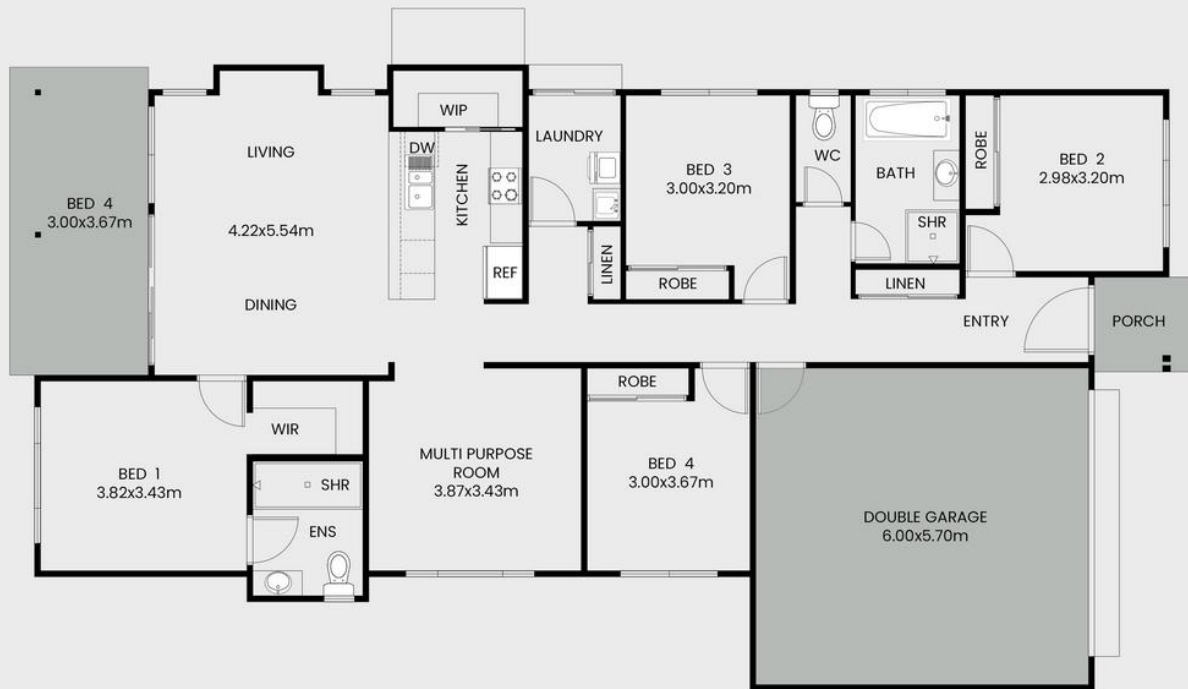 WIP
LIVING
DW
KITCHEN
LAUNDRY
BED 3
3.00x3.20m
WC
BATH
ROBE
BED 2
2.98x3.20m
BED 4
3.00x3.67m
4.22x5.54m
SHR
REF
LINEN
ROBE
LINEN
DINING
ENTRY
PORCH
ROBE
WIR
BED 1
3.82x3.43m
SHR
ENS
MULTI PURPOSE
ROOM
3.87x3.43m
BED 4
3.00x3.67m
DOUBLE GARAGE
6.00x5.70m